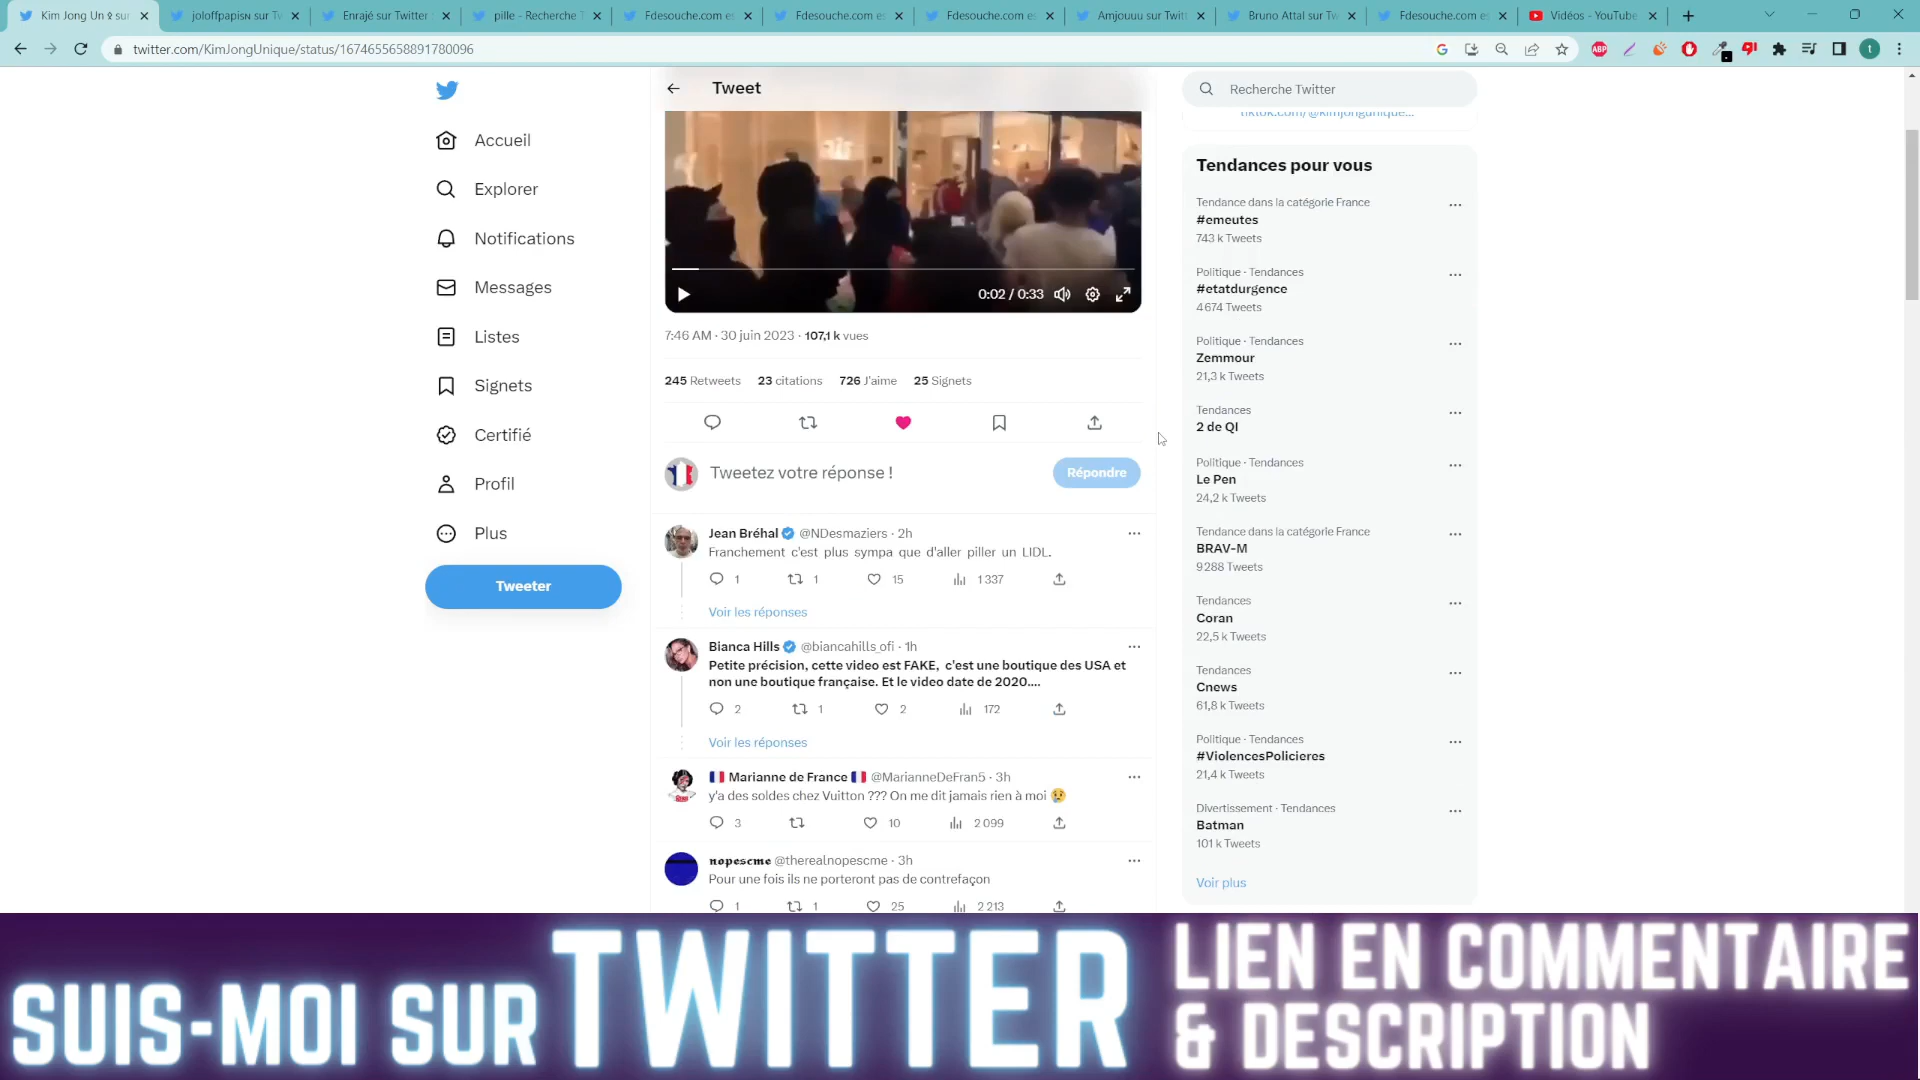 Kim Jong Un ♀ sur
joloffpapisɴ sur Tw
Enrajé sur Twitter
pille - Recherche T
Fdesouche.com es
Fdesouche.com es
Fdesouche.com es
Amjouuu sur Twitt
Bruno Attal sur Tw
Fdesouche.com es
Vidéos - YouTube
twitter.com/KimJongUnique/status/1674655658891780096
ABP
t
Accueil
Explorer
Notifications
Messages
Listes
Signets
Certifié
Profil
Plus
Tweeter
Tweet
0:02 / 0:33
7:46 AM · 30 juin 2023 · 107,1 k vues
245 Retweets 23 citations 726 J'aime 25 Signets
Tweetez votre réponse !
Répondre
Jean Bréhal @NDesmaziers · 2h
Franchement c'est plus sympa que d'aller piller un LIDL.
1 1 15 1 337
Voir les réponses
Bianca Hills @biancahills_ofi · 1h
Petite précision, cette video est FAKE, c'est une boutique des USA et
non une boutique française. Et le video date de 2020....
2 1 2 172
Voir les réponses
🇫🇷 Marianne de France 🇫🇷 @MarianneDeFran5 · 3h
y'a des soldes chez Vuitton ??? On me dit jamais rien à moi 😢
3 10 2 099
𝖓𝖔𝖕𝖊𝖘𝖈𝖒𝖊 @therealnopescme · 3h
Pour une fois ils ne porteront pas de contrefaçon
1 1 25 2 213
Recherche Twitter
tiktok.com/@kimjongunique...
Tendances pour vous
Tendance dans la catégorie France
#emeutes
743 k Tweets
Politique · Tendances
#etatdurgence
4 674 Tweets
Politique · Tendances
Zemmour
21,3 k Tweets
Tendances
2 de QI
Politique · Tendances
Le Pen
24,2 k Tweets
Tendance dans la catégorie France
BRAV-M
9 288 Tweets
Tendances
Coran
22,5 k Tweets
Tendances
Cnews
61,8 k Tweets
Politique · Tendances
#ViolencesPolicieres
21,4 k Tweets
Divertissement · Tendances
Batman
101 k Tweets
Voir plus
SUIS-MOI SUR TWITTER
LIEN EN COMMENTAIRE
& DESCRIPTION